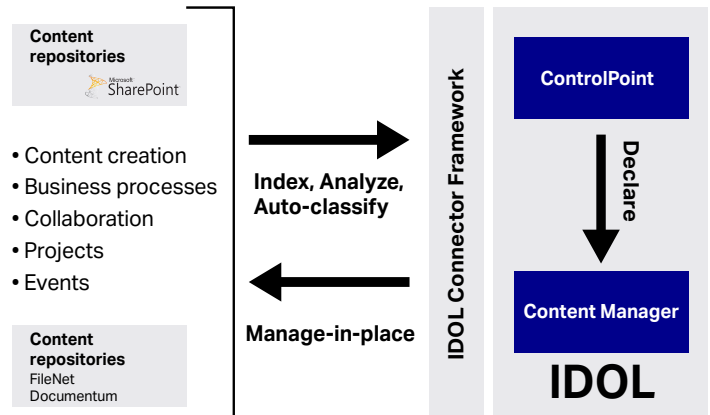 Content
repositories
Microsoft
SharePoint
• Content creation
• Business processes
• Collaboration
• Projects
• Events
Content
repositories
FileNet
Documentum
Index, Analyze,
Auto-classify
Manage-in-place
IDOL Connector Framework
ControlPoint
Declare
Content Manager
IDOL